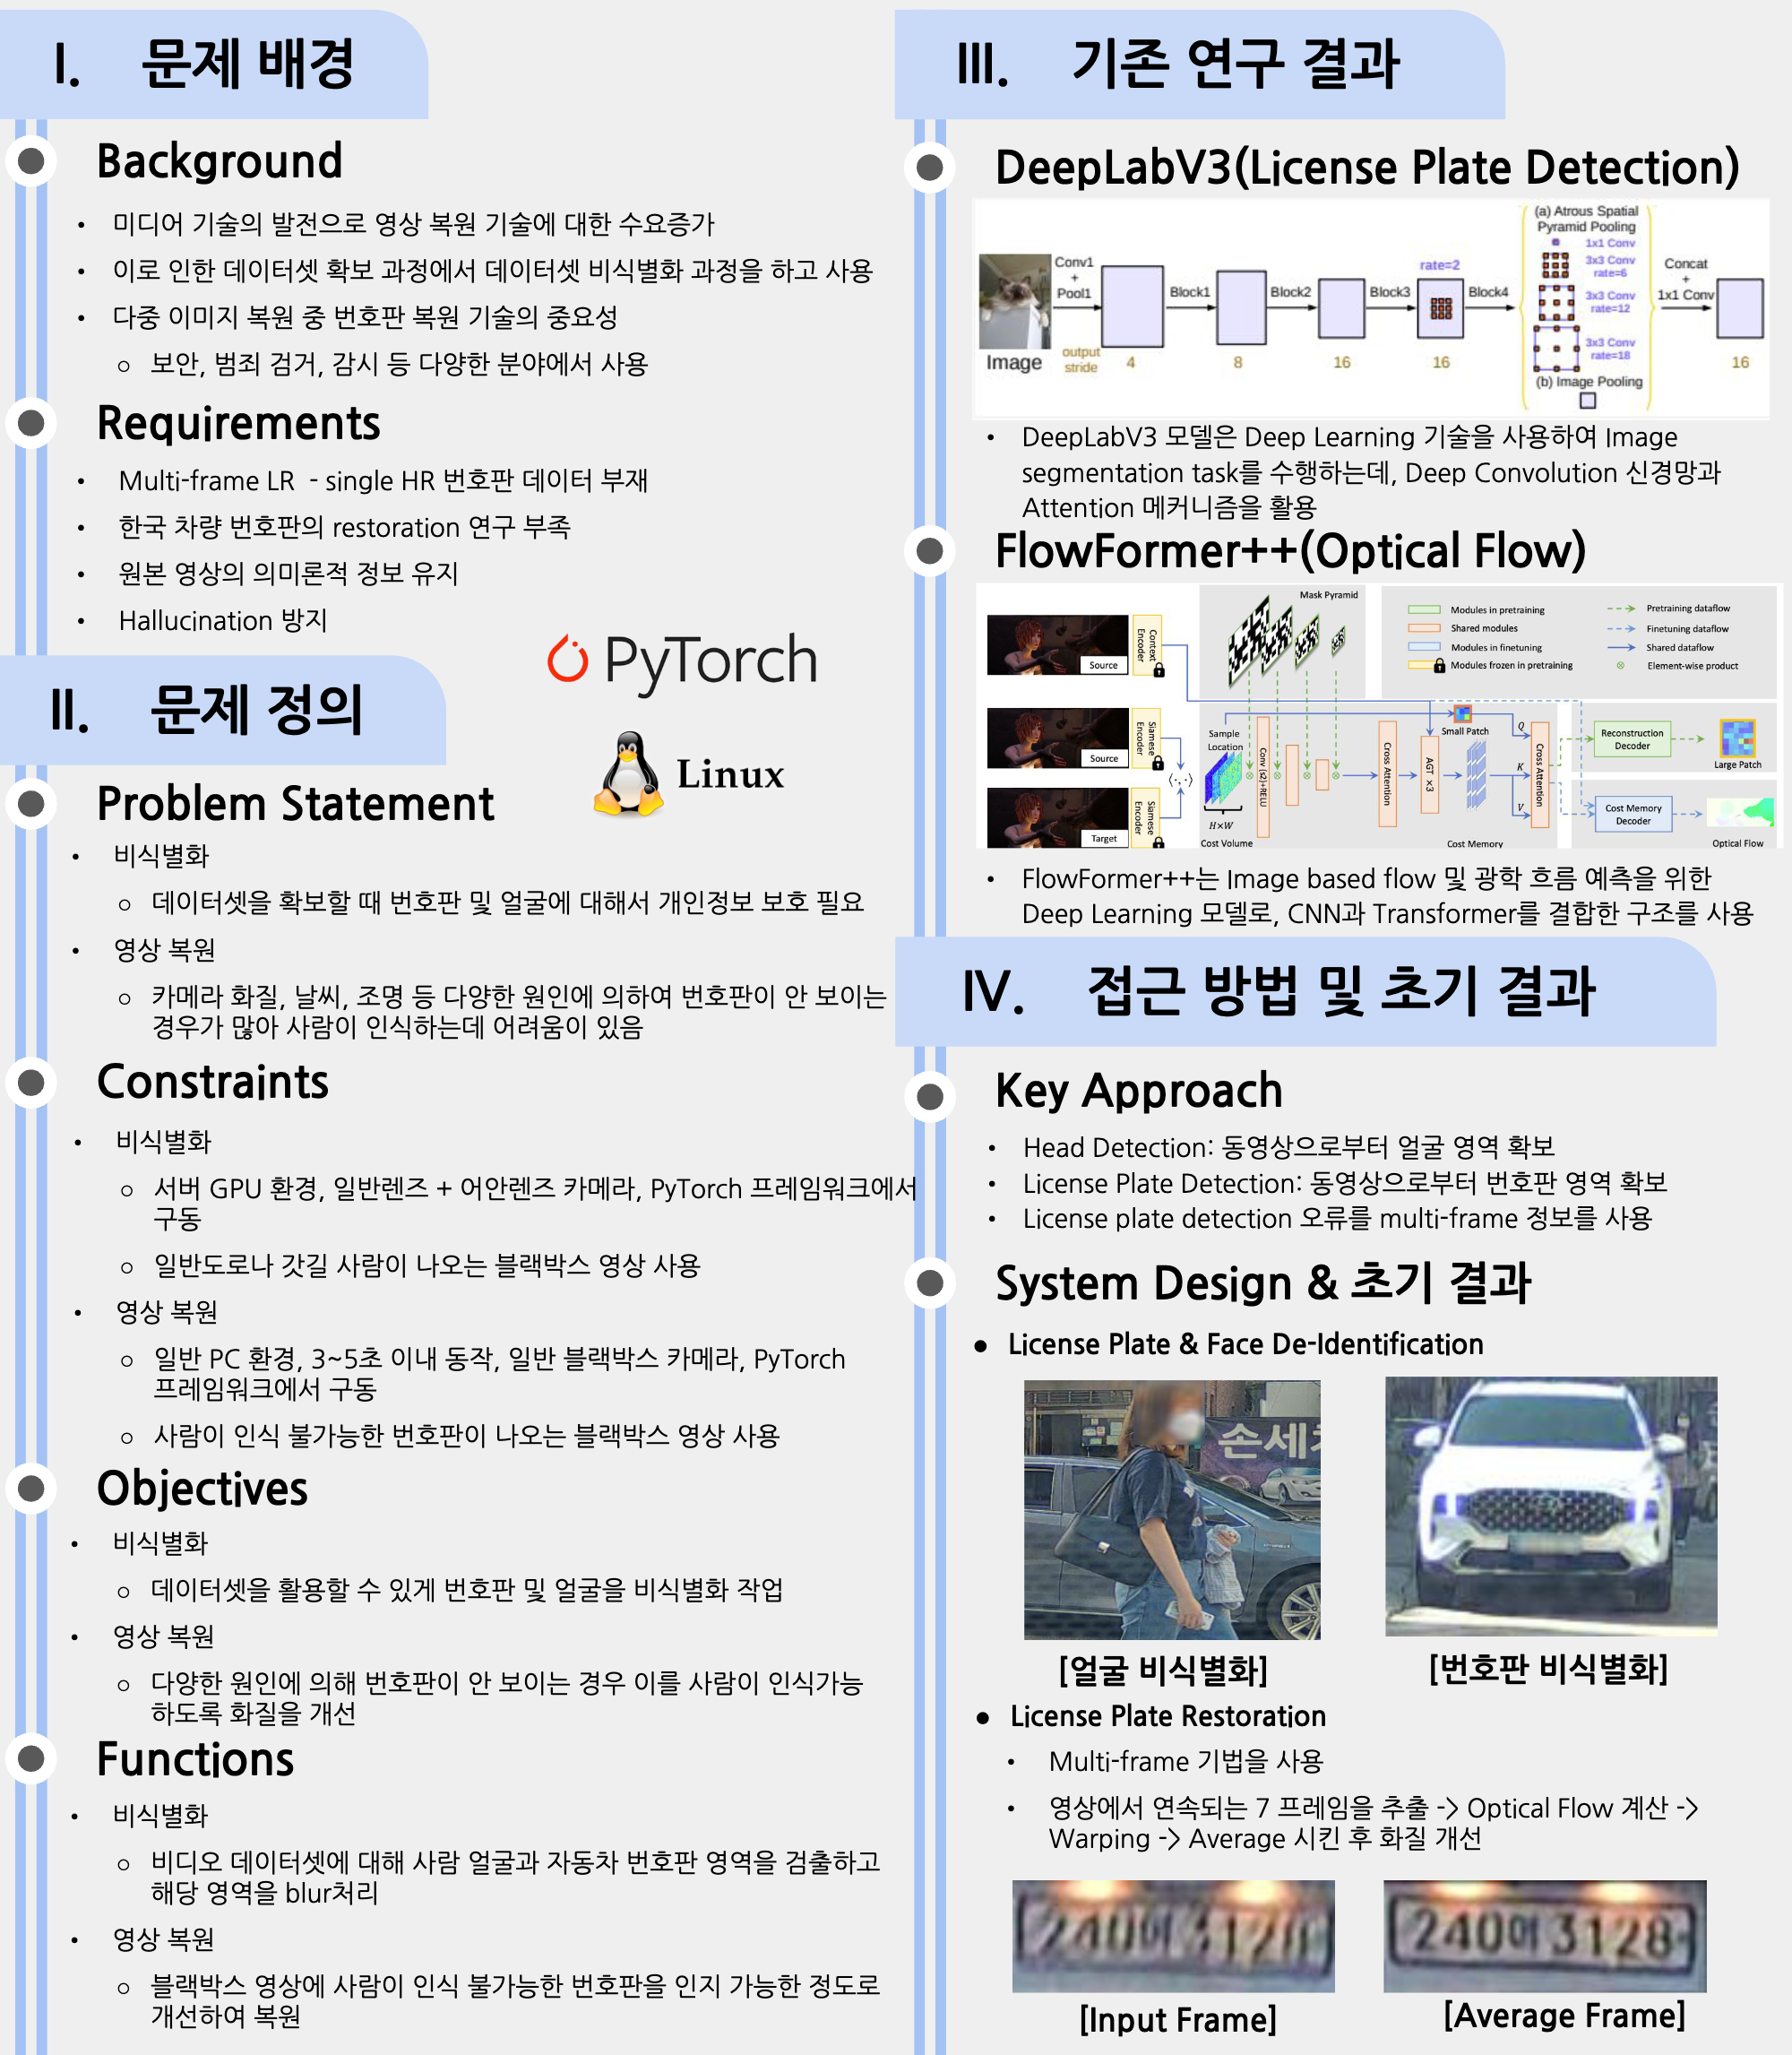 I. 문제 배경
Background
• 미디어 기술의 발전으로 영상 복원 기술에 대한 수요증가
• 이로 인한 데이터셋 확보 과정에서 데이터셋 비식별화 과정을 하고 사용
• 다중 이미지 복원 중 번호판 복원 기술의 중요성
○ 보안, 범죄 검거, 감시 등 다양한 분야에서 사용
Requirements
• Multi-frame LR - single HR 번호판 데이터 부재
• 한국 차량 번호판의 restoration 연구 부족
• 원본 영상의 의미론적 정보 유지
• Hallucination 방지
PyTorch
Linux
II. 문제 정의
Problem Statement
• 비식별화
○ 데이터셋을 확보할 때 번호판 및 얼굴에 대해서 개인정보 보호 필요
• 영상 복원
○ 카메라 화질, 날씨, 조명 등 다양한 원인에 의하여 번호판이 안 보이는
경우가 많아 사람이 인식하는데 어려움이 있음
Constraints
• 비식별화
○ 서버 GPU 환경, 일반렌즈 + 어안렌즈 카메라, PyTorch 프레임워크에서
구동
○ 일반도로나 갓길 사람이 나오는 블랙박스 영상 사용
• 영상 복원
○ 일반 PC 환경, 3~5초 이내 동작, 일반 블랙박스 카메라, PyTorch
프레임워크에서 구동
○ 사람이 인식 불가능한 번호판이 나오는 블랙박스 영상 사용
Objectives
• 비식별화
○ 데이터셋을 활용할 수 있게 번호판 및 얼굴을 비식별화 작업
• 영상 복원
○ 다양한 원인에 의해 번호판이 안 보이는 경우 이를 사람이 인식가능
하도록 화질을 개선
Functions
• 비식별화
○ 비디오 데이터셋에 대해 사람 얼굴과 자동차 번호판 영역을 검출하고
해당 영역을 blur처리
• 영상 복원
○ 블랙박스 영상에 사람이 인식 불가능한 번호판을 인지 가능한 정도로
개선하여 복원
III. 기존 연구 결과
DeepLabV3(License Plate Detection)
Image
Conv1
+
Pool1
output
stride
4
Block1
8
Block2
16
Block3
rate=2
16
Block4
(a) Atrous Spatial
Pyramid Pooling
1x1 Conv
3x3 Conv
rate=6
3x3 Conv
rate=12
3x3 Conv
rate=18
(b) Image Pooling
Concat
+
1x1 Conv
16
• DeepLabV3 모델은 Deep Learning 기술을 사용하여 Image
segmentation task를 수행하는데, Deep Convolution 신경망과
Attention 메커니즘을 활용
FlowFormer++(Optical Flow)
Source
Context
Encoder
Source
Siamese
Encoder
Target
Siamese
Encoder
Mask Pyramid
Modules in pretraining
Shared modules
Modules in finetuning
Modules frozen in pretraining
Pretraining dataflow
Finetuning dataflow
Shared dataflow
Element-wise product
Sample
Location
H×W
Cost Volume
Conv (s2)+RELU
Cross Attention
AGT ×3
Small Patch
Q
K
V
Cross Attention
Cost Memory
Reconstruction
Decoder
Large Patch
Cost Memory
Decoder
Optical Flow
• FlowFormer++는 Image based flow 및 광학 흐름 예측을 위한
Deep Learning 모델로, CNN과 Transformer를 결합한 구조를 사용
IV. 접근 방법 및 초기 결과
Key Approach
• Head Detection: 동영상으로부터 얼굴 영역 확보
• License Plate Detection: 동영상으로부터 번호판 영역 확보
• License plate detection 오류를 multi-frame 정보를 사용
System Design & 초기 결과
● License Plate & Face De-Identification
손세차
[얼굴 비식별화]
[번호판 비식별화]
● License Plate Restoration
• Multi-frame 기법을 사용
• 영상에서 연속되는 7 프레임을 추출 -> Optical Flow 계산 ->
Warping -> Average 시킨 후 화질 개선
240어3128
[Input Frame]
[Average Frame]